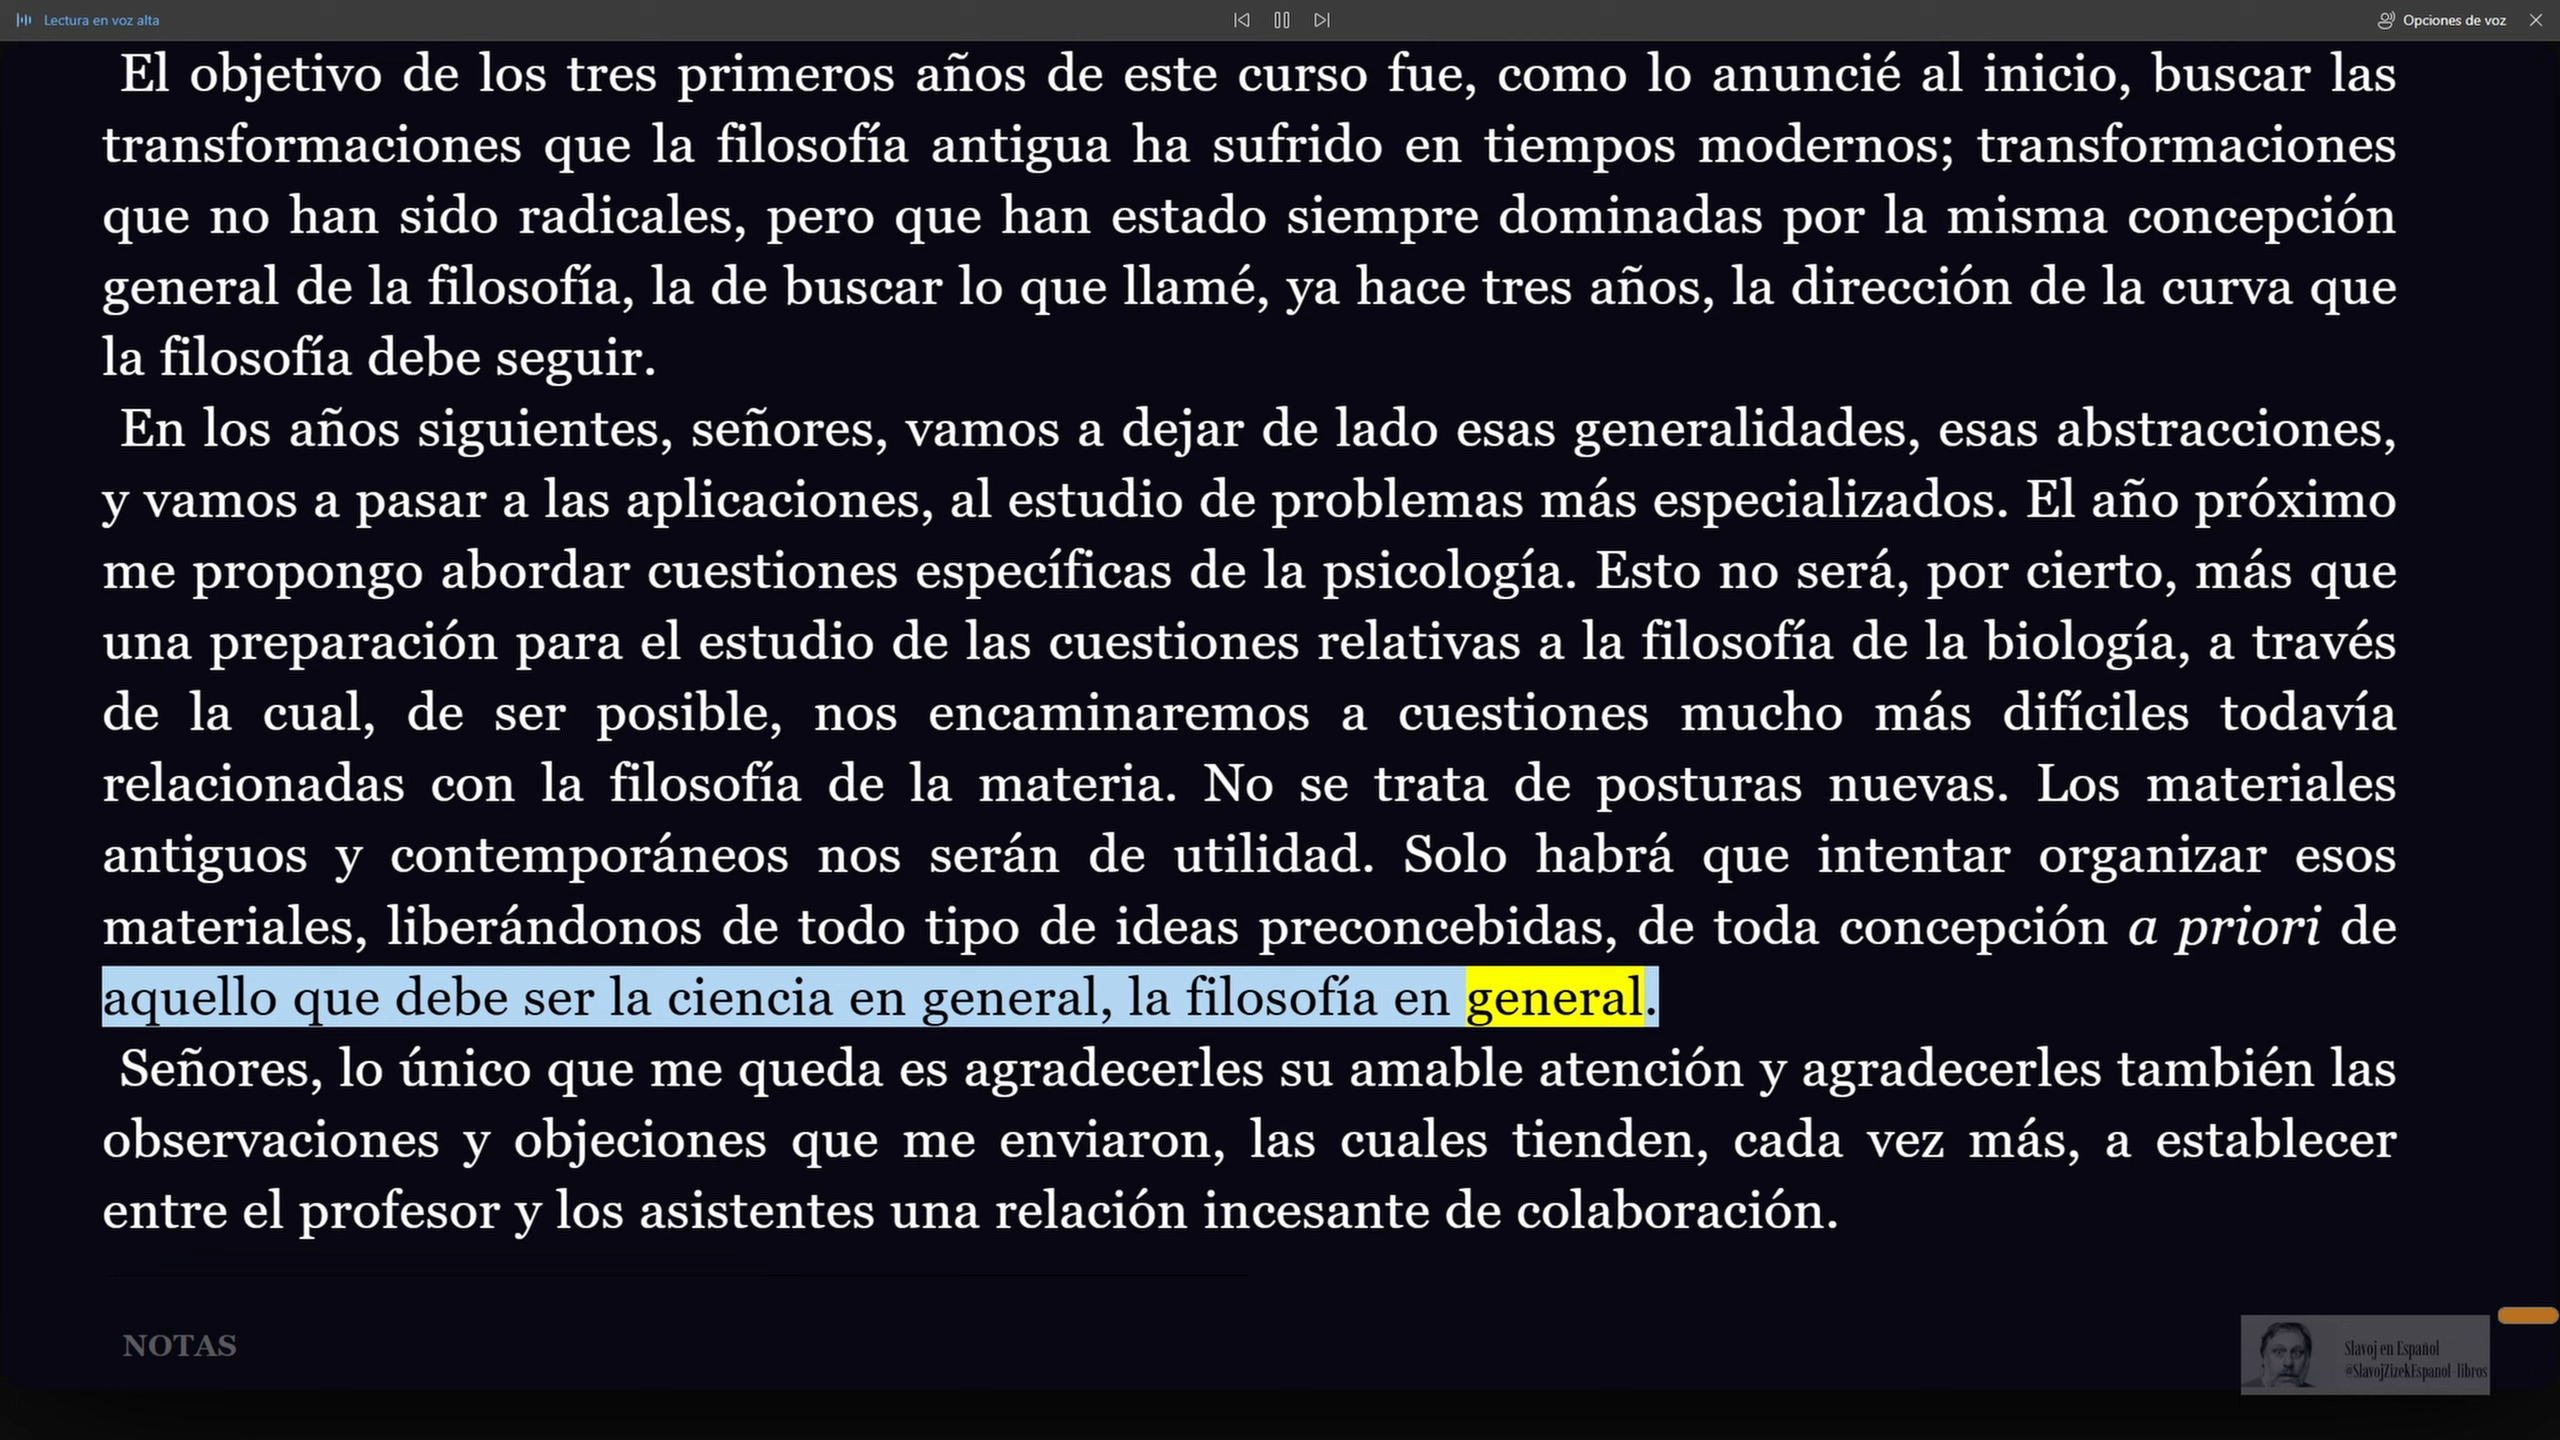 Lectura en voz alta
Opciones de voz
El objetivo de los tres primeros años de este curso fue, como lo anuncié al inicio, buscar las
transformaciones que la filosofía antigua ha sufrido en tiempos modernos; transformaciones
que no han sido radicales, pero que han estado siempre dominadas por la misma concepción
general de la filosofía, la de buscar lo que llamé, ya hace tres años, la dirección de la curva que
la filosofía debe seguir.
En los años siguientes, señores, vamos a dejar de lado esas generalidades, esas abstracciones,
y vamos a pasar a las aplicaciones, al estudio de problemas más especializados. El año próximo
me propongo abordar cuestiones específicas de la psicología. Esto no será, por cierto, más que
una preparación para el estudio de las cuestiones relativas a la filosofía de la biología, a través
de la cual, de ser posible, nos encaminaremos a cuestiones mucho más difíciles todavía
relacionadas con la filosofía de la materia. No se trata de posturas nuevas. Los materiales
antiguos y contemporáneos nos serán de utilidad. Solo habrá que intentar organizar esos
materiales, liberándonos de todo tipo de ideas preconcebidas, de toda concepción a priori de
aquello que debe ser la ciencia en general, la filosofía en general.
Señores, lo único que me queda es agradecerles su amable atención y agradecerles también las
observaciones y objeciones que me enviaron, las cuales tienden, cada vez más, a establecer
entre el profesor y los asistentes una relación incesante de colaboración.
NOTAS
Slavoj en Español
@SlavojZizekEspanol-libros